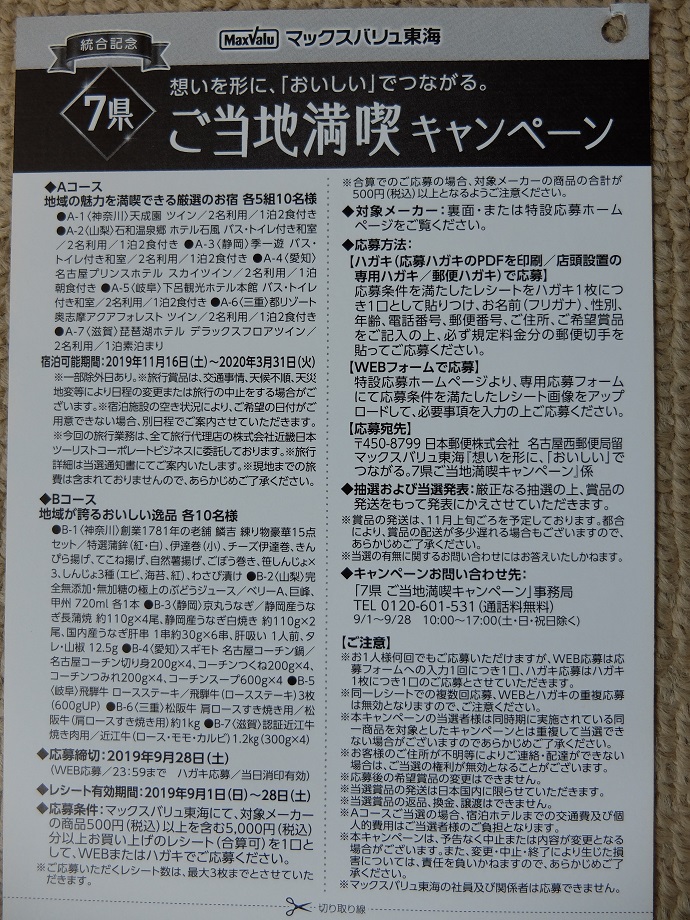 統合記念
MaxValu マックスバリュ東海
想いを形に、「おいしい」でつながる。
7県
ご当地満喫 キャンペーン
◆Aコース
地域の魅力を満喫できる厳選のお宿 各5組10名様
●A-1〈神奈川〉天成園 ツイン/2名利用/1泊2食付き
●A-2〈山梨〉石和温泉郷 ホテル石風 バス・トイレ付き和室
/2名利用/1泊2食付き ●A-3〈静岡〉季一遊 バス・
トイレ付き和室/2名利用/1泊2食付き ●A-4〈愛知〉
名古屋プリンスホテル スカイツイン/2名利用/1泊
朝食付き ●A-5〈岐阜〉下呂観光ホテル本館 バス・トイレ
付き和室/2名利用/1泊2食付き ●A-6〈三重〉都リゾート
奥志摩アクアフォレスト ツイン/2名利用/1泊2食付き
●A-7〈滋賀〉琵琶湖ホテル デラックスフロアツイン/
2名利用/1泊素泊まり
宿泊可能期間:2019年11月16日(土)~2020年3月31日(火)
※一部除外日あり。※旅行賞品は、交通事情、天候不順、天災
地変等により日程の変更または旅行の中止をする場合がご
ざいます。※宿泊施設の空き状況により、ご希望の日付がご
用意できない場合、別日程でご案内させていただきます。
※今回の旅行業務は、全て旅行代理店の株式会社近畿日本
ツーリストコーポレートビジネスに委託しております。※旅行
詳細は当選通知書にてご案内いたします。※現地までの旅
費は含まれておりませんので、あらかじめご了承ください。
◆Bコース
地域が誇るおいしい逸品 各10名様
●B-1〈神奈川〉創業1781年の老舗 鱗吉 練り物豪華15点
セット/特選蒲鉾(紅・白)、伊達巻(小)、チーズ伊達巻、きん
ぴら揚げ、てこね揚げ、自然薯揚げ、ごぼう巻き、笹しんじょ×
3、しんじょ3種(エビ、海苔、紅)、わさび漬け ●B-2〈山梨〉完
全無添加・無加糖の極上のぶどうジュース/ベリーA、巨峰、
甲州 720ml 各1本 ●B-3〈静岡〉京丸うなぎ/静岡産うな
ぎ長蒲焼 約110g×4尾、静岡産うなぎ白焼き 約110g×2
尾、国内産うなぎ肝串 1串約30g×6串、肝吸い 1人前、タ
レ・山椒 12.5g ●B-4〈愛知〉スギモト 名古屋コーチン鍋/
名古屋コーチン切り身200g×4、コーチンつくね200g×4、
コーチンつみれ200g×4、コーチンスープ600g×4 ●B-5
〈岐阜〉飛騨牛 ロースステーキ/飛騨牛(ロースステーキ)3枚
(600gUP) ●B-6〈三重〉松阪牛 肩ロースすき焼き用/松
阪牛(肩ロースすき焼き用)約1kg ●B-7〈滋賀〉認証近江牛
焼き肉用/近江牛(ロース・モモ・カルビ)1.2kg(300g×4)
◆応募締切:2019年9月28日(土)
(WEB応募/23:59まで ハガキ応募/当日消印有効)
◆レシート有効期間:2019年9月1日(日)~28日(土)
◆応募条件:マックスバリュ東海にて、対象メーカー
の商品500円(税込)以上を含む5,000円(税込)
分以上お買い上げのレシート(合算可)を1口と
して、WEBまたはハガキでご応募ください。
※ご応募いただくレシート数は、最大3枚までとさせていた
だきます。
※合算でのご応募の場合、対象メーカーの商品の合計が
500円(税込)以上となるようご注意ください。
◆対象メーカー:裏面・または特設応募ホーム
ページをご覧ください。
◆応募方法:
【ハガキ(応募ハガキのPDFを印刷/店頭設置の
専用ハガキ/郵便ハガキ)で応募】
応募条件を満たしたレシートをハガキ1枚につ
き1口として貼りつけ、お名前(フリガナ)、性別、
年齢、電話番号、郵便番号、ご住所、ご希望賞品
をご記入の上、必ず規定料金分の郵便切手を
貼ってご応募ください。
【WEBフォームで応募】
特設応募ホームページより、専用応募フォーム
にて応募条件を満たしたレシート画像をアップ
ロードして、必要事項を入力の上ご応募ください。
【応募宛先】
〒450-8799 日本郵便株式会社 名古屋西郵便局留
マックスバリュ東海『想いを形に、「おいしい」で
つながる。7県ご当地満喫キャンペーン』係
◆抽選および当選発表:厳正なる抽選の上、賞品の
発送をもって発表にかえさせていただきます。
※賞品の発送は、11月上旬ごろを予定しております。都合
により、賞品の配送が多少遅れる場合もございますので、
あらかじめご了承ください。
※当選の有無に関するお問い合わせにはお答えいたしかねます。
◆キャンペーンお問い合わせ先:
「7県 ご当地満喫キャンペーン」事務局
TEL 0120-601-531(通話料無料)
9/1~9/28 10:00~17:00(土・日・祝日除く)
【ご注意】
※お1人様何回でもご応募いただけますが、WEB応募は応
募フォームへの入力1回につき1口、ハガキ応募はハガキ
1枚につき1口のご応募とさせていただきます。
※同一レシートでの複数回応募、WEBとハガキの重複応募
は無効となりますので、ご注意ください。
※本キャンペーンの当選者様は同時期に実施されている同
一商品を対象としたキャンペーンとは重複して当選でき
ない場合がございますのであらかじめご了承ください。
※お客様のご住所が不明等によりご連絡・配達ができない
場合は、ご当選の権利が無効となることがございます。
※応募後の希望賞品の変更はできません。
※当選賞品の発送は日本国内に限らせていただきます。
※当選賞品の返品、換金、譲渡はできません。
※Aコースご当選の場合、宿泊ホテルまでの交通費及び個
人的費用はご当選者様のご負担となります。
※本キャンペーンは、予告なく中止または内容が変更となる
場合がございます。また、変更・中止・終了により生じた損
害については、責任を負いかねますので、あらかじめご了
承ください。
※マックスバリュ東海の社員及び関係者は応募できません。
切り取り線